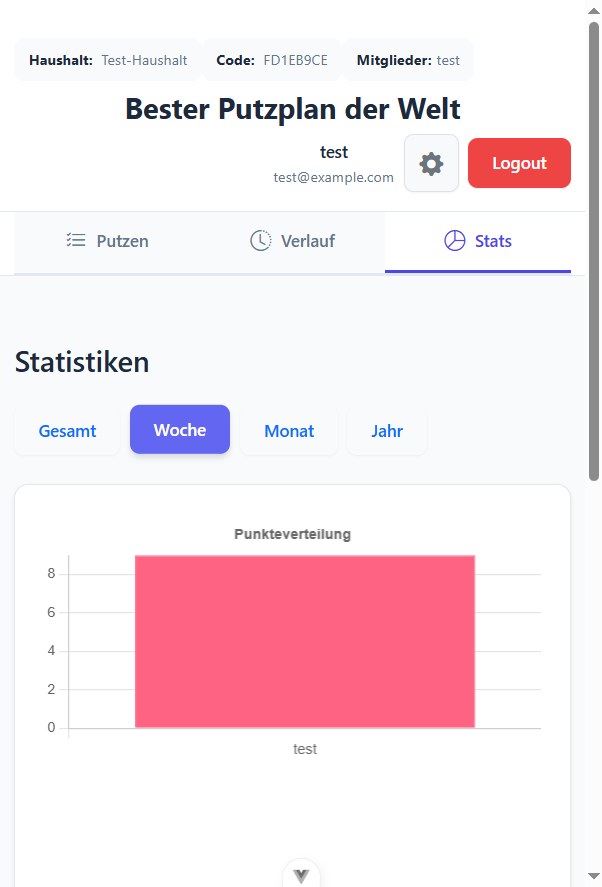 Haushalt: Test-Haushalt Code: FD1EB9CE Mitglieder: test
Bester Putzplan der Welt
test
test@example.com
Logout
Putzen Verlauf Stats
Statistiken
Gesamt Woche Monat Jahr
Punkteverteilung
8
6
4
2
0
test